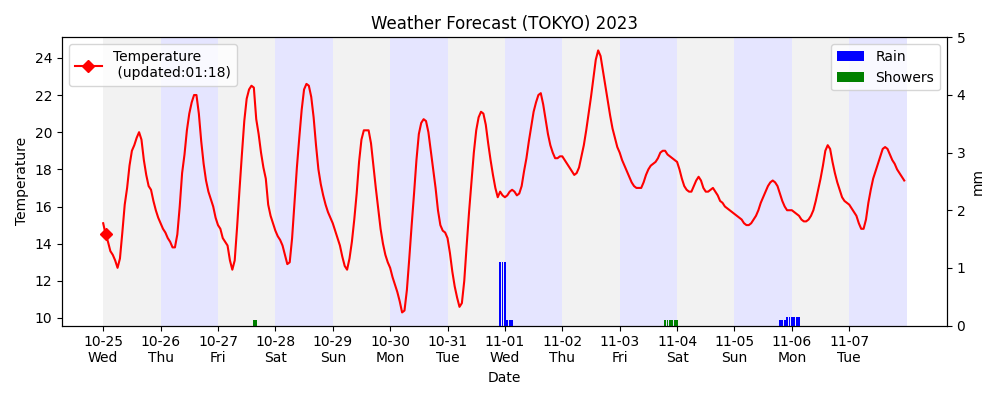 Weather Forecast (TOKYO) 2023
Temperature
(updated:01:18)
Rain
Showers
Temperature
24
22
20
18
16
14
12
10
5
4
3
2
1
0
mm
10-25 10-26 10-27 10-28 10-29 10-30 10-31 11-01 11-02 11-03 11-04 11-05 11-06 11-07
Wed Thu Fri Sat Sun Mon Tue Wed Thu Fri Sat Sun Mon Tue
Date